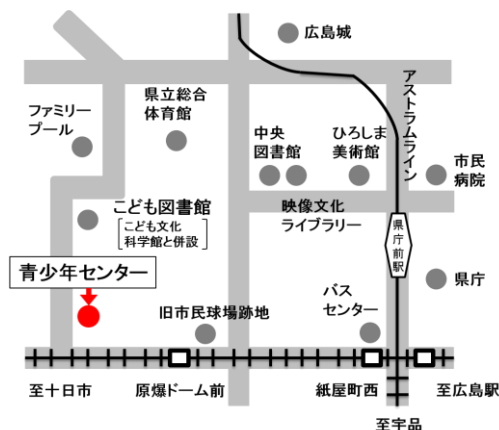 広島城
アストラムライン
県立総合
体育館
ファミリー
プール
中央
図書館
ひろしま
美術館
市民
病院
こども図書館
[こども文化
科学館と併設]
映像文化
ライブラリー
県庁前駅
青少年センター
県庁
旧市民球場跡地
バス
センター
至十日市
原爆ドーム前
紙屋町西
至広島駅
至宇品